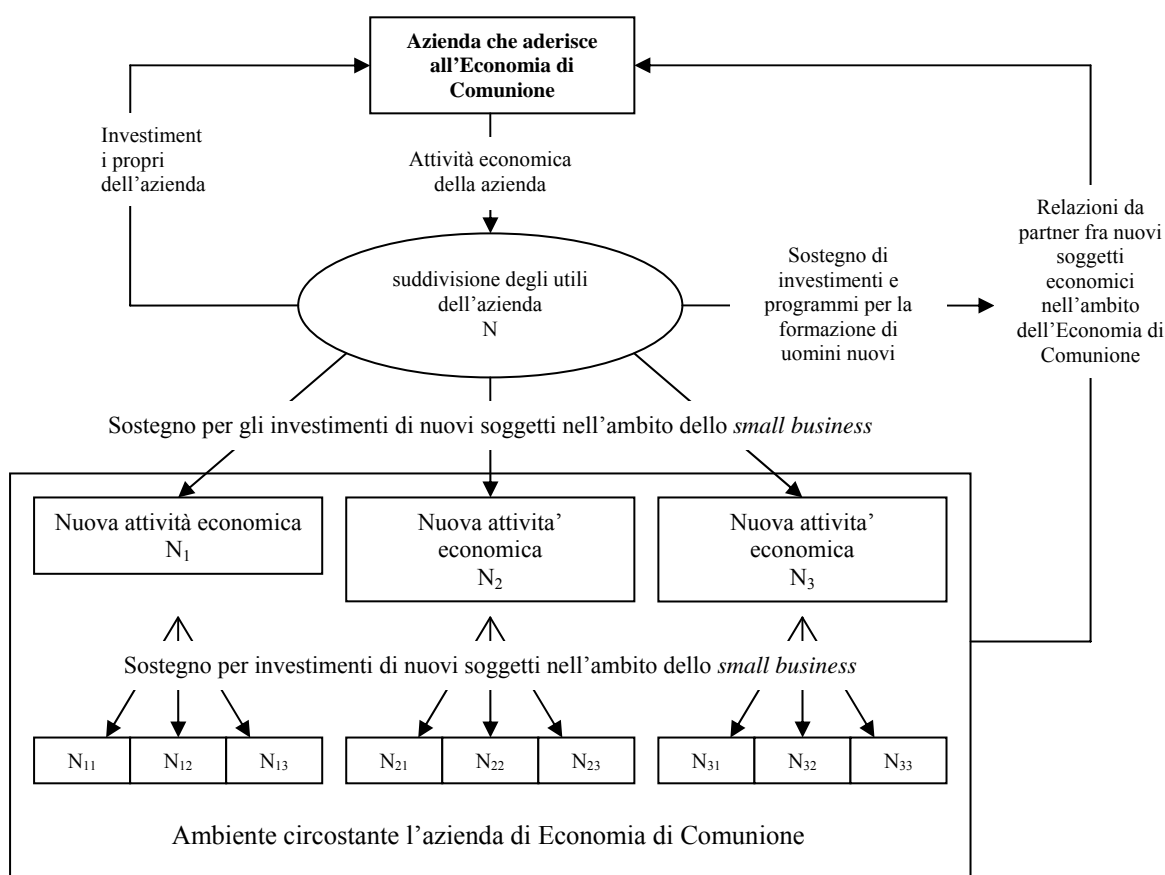 Azienda che aderisce
all’Economia di
Comunione
Investiment
i propri
dell’azienda
Attività economica
della azienda
Relazioni da
partner fra nuovi
soggetti
economici
nell’ambito
dell’Economia di
Comunione
suddivisione degli utili
dell’azienda
N
Sostegno di
investimenti e
programmi per la
formazione di
uomini nuovi
Sostegno per gli investimenti di nuovi soggetti nell’ambito dello small business
Nuova attività economica
N₁
Nuova attivita’
economica
N₂
Nuova attivita’
economica
N₃
Sostegno per investimenti di nuovi soggetti nell’ambito dello small business
N₁₁ N₁₂ N₁₃ N₂₁ N₂₂ N₂₃ N₃₁ N₃₂ N₃₃
Ambiente circostante l’azienda di Economia di Comunione